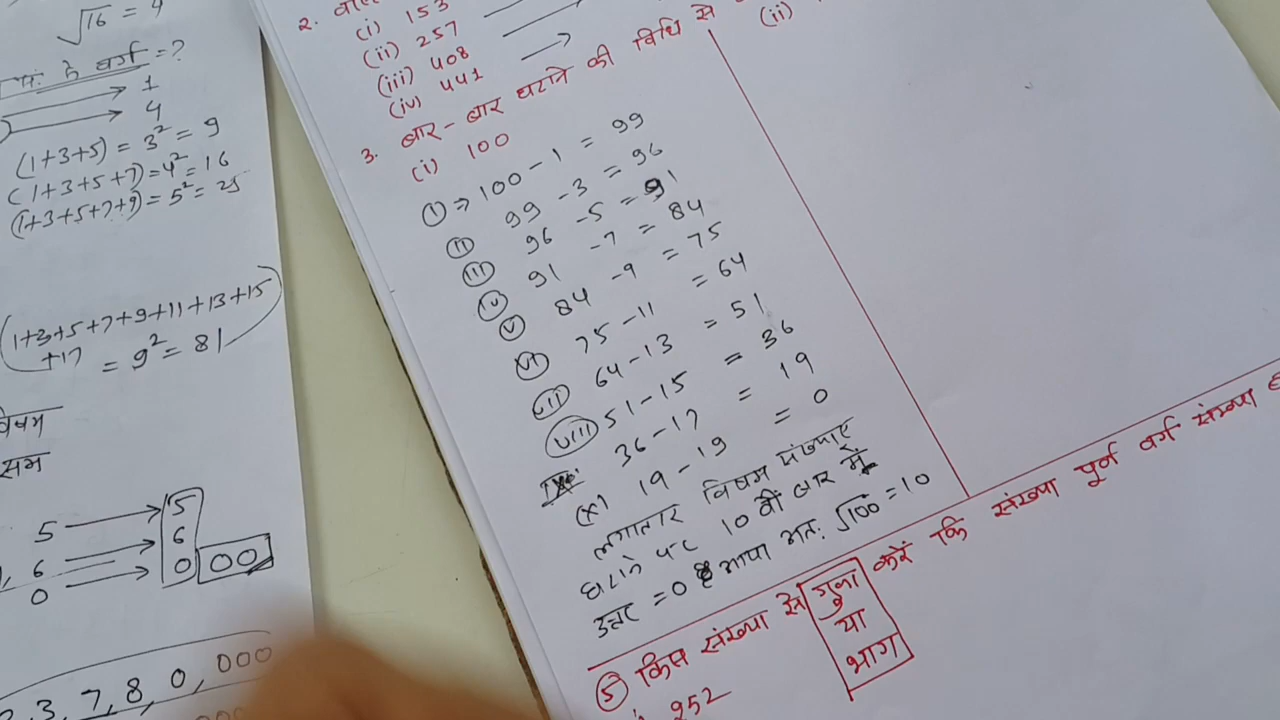 √16 = 4
है वर्ग = ?
1
4
(1+3+5) = 3² = 9
(1+3+5+7) = 4² = 16
(1+3+5+7+9) = 5² = 25
(1+3+5+7+9+11+13+15
+17 = 9² = 81
सम
5 → 5
6 → 6
0 → 0 00
3, 7, 8, 0, 000
2.
(i) 153
(ii) 257
(iii) 408
(iv) 441
3. बार-बार घटाने की विधि से
(ii)
(i) 100
(i) ⇒ 100 - 1 = 99
(ii) 99 - 3 = 96
(iii) 96 - 5 = 91
(iv) 91 - 7 = 84
(v) 84 - 9 = 75
(vi) 75 - 11 = 64
(vii) 64 - 13 = 51
(viii) 51 - 15 = 36
36 - 17 = 19
(x) 19 - 19 = 0
लगातार विषम संख्याएं
घटाने पर 10 वीं बार में
उत्तर = 0 आया अतः √100 = 10
5 किस संख्या से गुना करें कि संख्या पूर्ण वर्ग संख्या
या
भाग
252